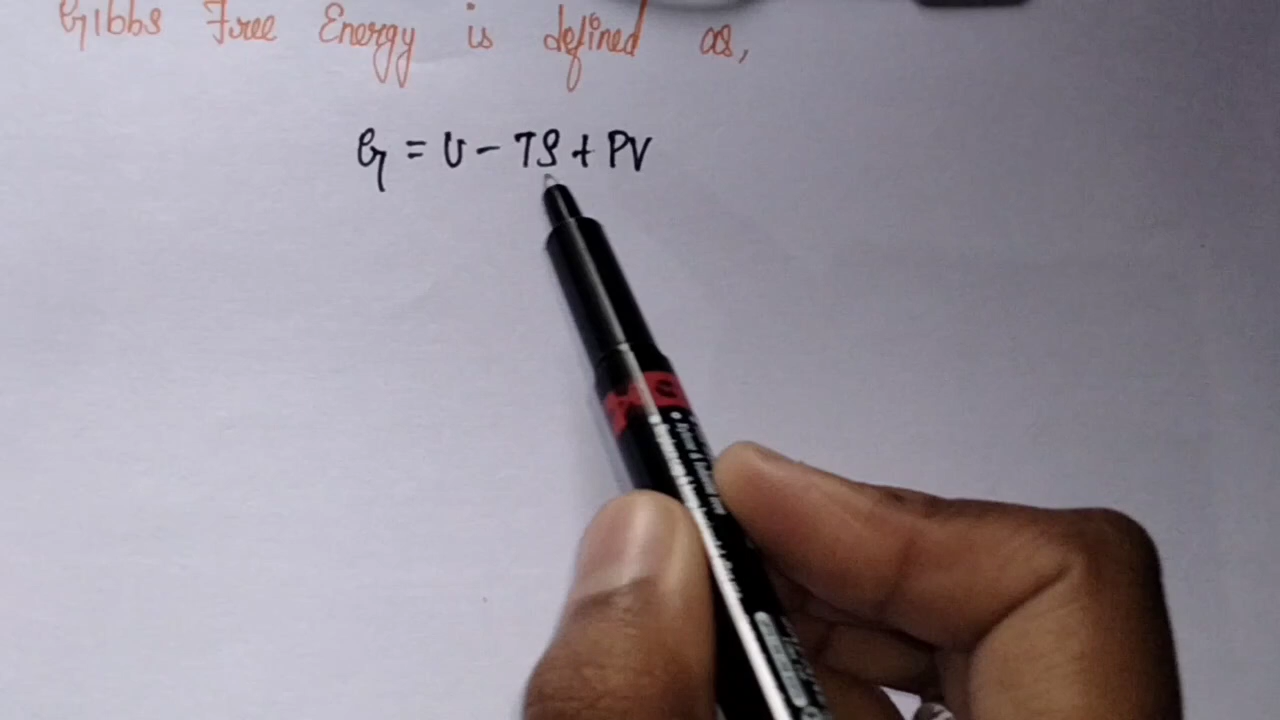 Gibbs Free Energy is defined as,
G = U - TS + PV